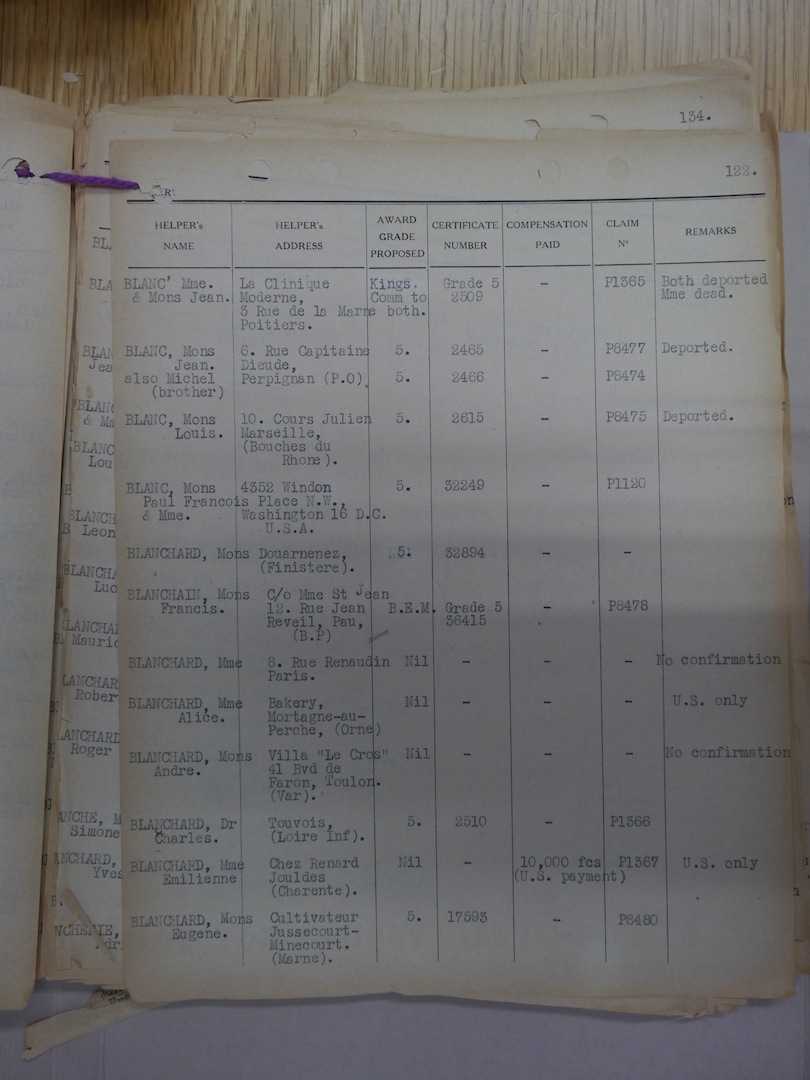 134.
122.
HELPER's NAME HELPER's ADDRESS AWARD GRADE PROPOSED CERTIFICATE NUMBER COMPENSATION PAID CLAIM N° REMARKS
BLANC' Mme. La Clinique Kings. Grade 5 - P1365 Both deported
& Mons Jean. Moderne, Comm to 2509 Mme dead.
3 Rue de la Marne both.
Poitiers.
BLANC, Mons 6. Rue Capitaine 5. 2465 - P8477 Deported.
Jean. Dieude,
also Michel Perpignan (P.O) 5. 2466 - P8474
(brother)
BLANC, Mons 10. Cours Julien 5. 2615 - P8475 Deported.
Louis. Marseille,
(Bouches du
Rhone).
BLANC, Mons 4352 Windon 5. 32249 - P1120
Paul Francois Place N.W.,
& Mme. Washington 16 D.C.
U.S.A.
BLANCHARD, Mons Douarnenez, 5. 32894 - -
(Finistere).
BLANCHAIN, Mons C/o Mme St Jean
Francis. 12. Rue Jean B.E.M. Grade 5 - P8478
Reveil, Pau, 36415
(B.P)
BLANCHARD, Mme 8. Rue Renaudin Nil - - - No confirmation
Paris.
BLANCHARD, Mme Bakery, Nil - - - U.S. only
Alice. Mortagne-au-
Perche, (Orne)
BLANCHARD, Mons Villa "Le Cros" Nil - - - No confirmation
Andre. 41 Bvd de
Faron, Toulon.
(Var).
BLANCHARD, Dr Touvois, 5. 2510 - P1366
Charles. (Loire Inf).
BLANCHARD, Mme Chez Renard Nil - 10,000 fcs P1367 U.S. only
Emilienne Jouldes (U.S. payment)
(Charente).
BLANCHARD, Mons Cultivateur 5. 17593 - P8480
Eugene. Jussecourt-
Minecourt.
(Marne).